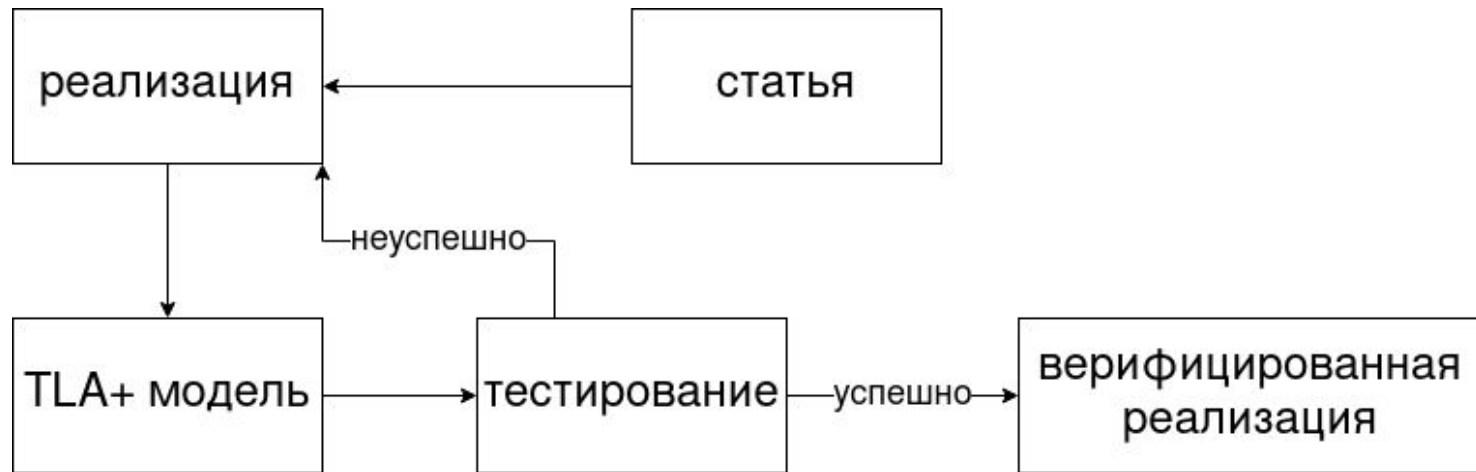 реализация
статья
неуспешно
TLA+ модель
тестирование
успешно
верифицированная
реализация